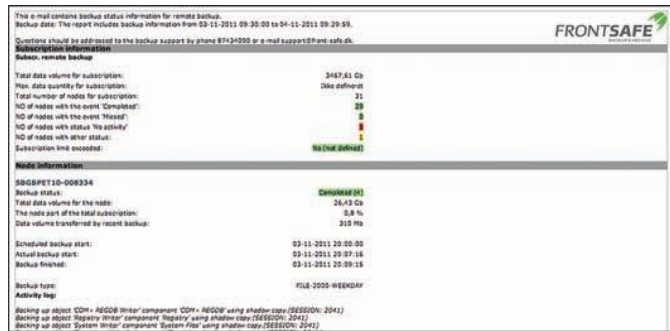 This e-mail contains backup status information for remote backup.
Backup date: The report includes backup information from 03-11-2011 09:30:00 to 04-11-2011 09:29:59.
FRONTSAFE
Questions should be addressed to the backup support by phone 87434090 or e-mail support@front-safe.dk.
Subscription information
Subscr. remote backup
Total data volume for subscription: 3467,61 Gb
Max. data quantity for subscription: Ikke defineret
Total number of nodes for subscription: 31
NO of nodes with the event 'Completed': 29
NO of nodes with the event 'Missed': 0
NO of nodes with status 'No activity'
NO of nodes with other status: 1
Subscription limit exceeded: No (not defined)
Node information
SBGBPET10-008334
Backup status: Completed (4)
Total data volume for the node: 26,43 Gb
The node part of the total subscription: 0,8 %
Data volume transferred by recent backup: 310 Mb
Scheduled backup start: 03-11-2011 20:00:00
Actual backup start: 03-11-2011 20:07:16
Backup finished: 03-11-2011 20:09:15
Backup type: FILE-2000-WEEKDAY
Activity log:
Backing up object 'COM+ REGDB Writer' component 'COM+ REGDB' using shadow copy.(SESSION: 2041)
Backing up object 'Registry Writer' component 'Registry' using shadow copy.(SESSION: 2041)
Backing up object 'System Writer' component 'System Files' using shadow copy.(SESSION: 2041)